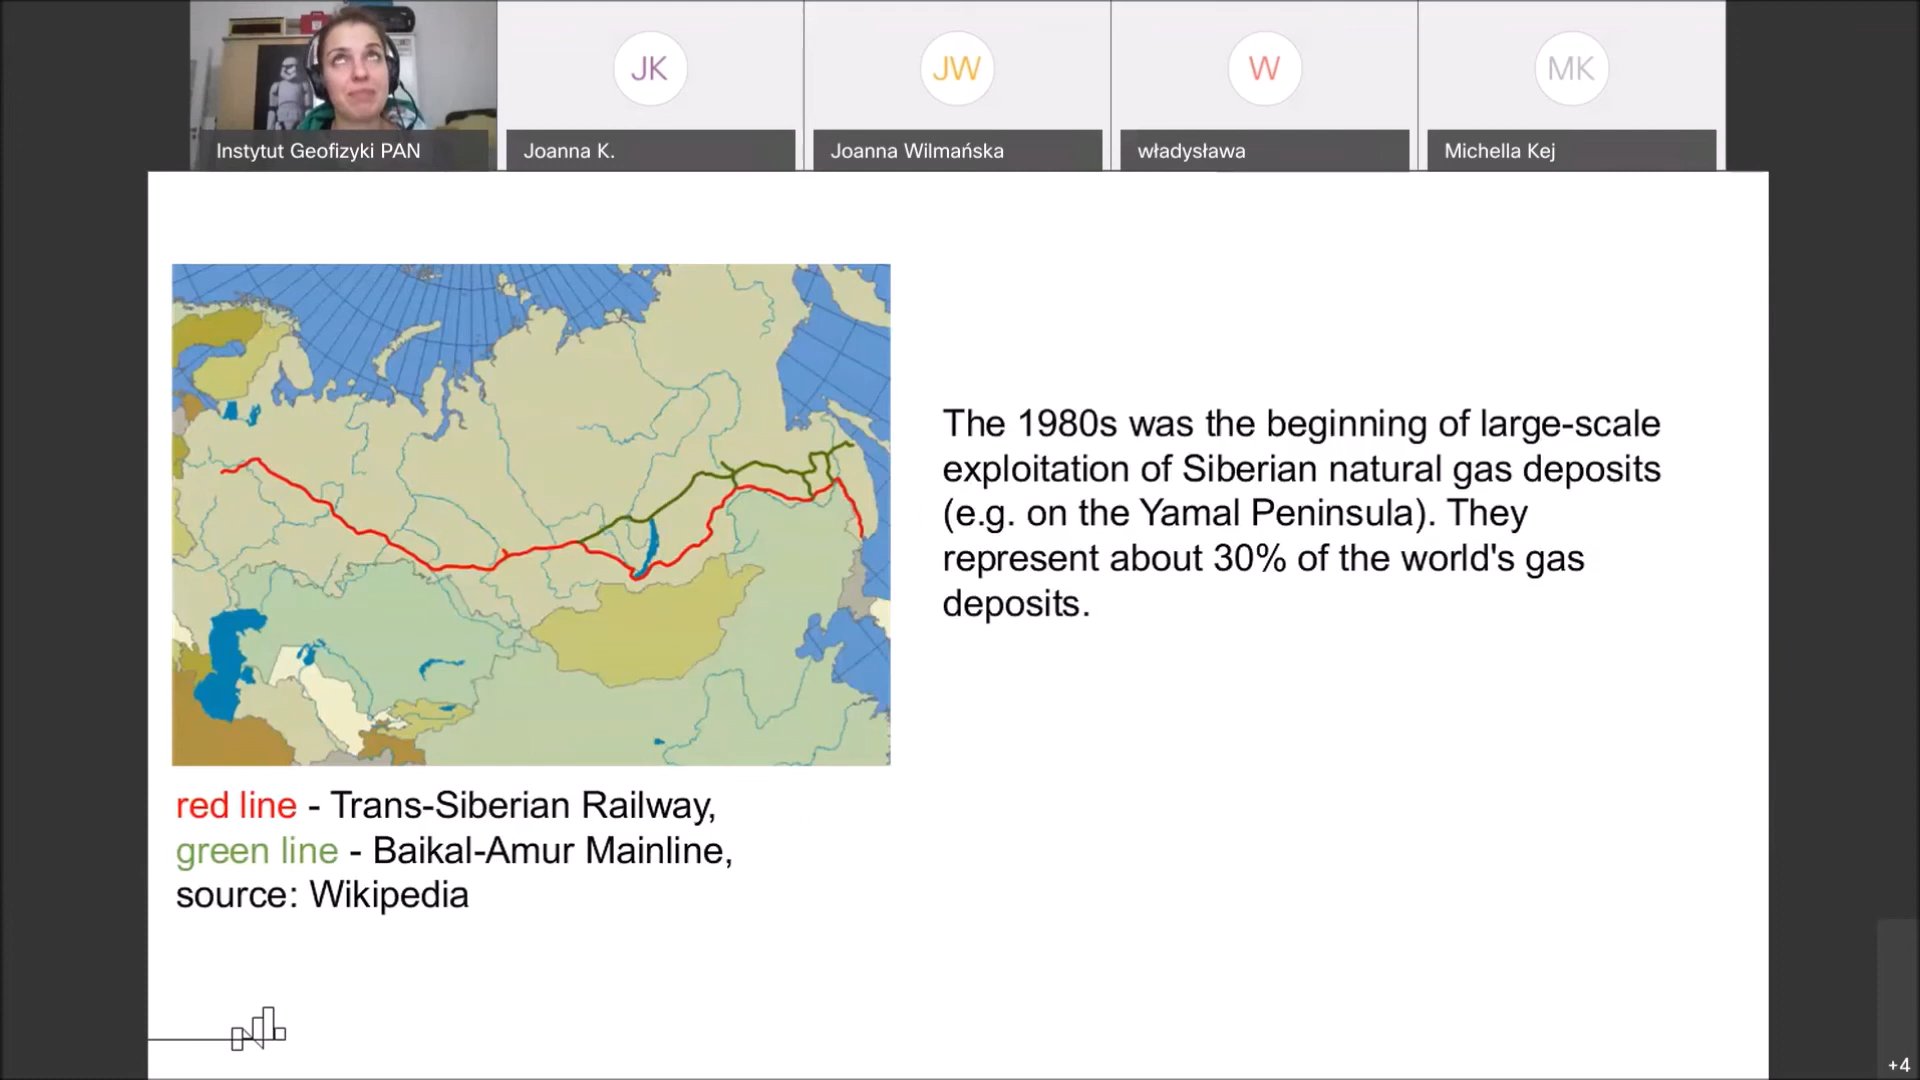 JK
JW
W
MK
Instytut Geofizyki PAN
Joanna K.
Joanna Wilmańska
władysława
Michella Kej
The 1980s was the beginning of large-scale
exploitation of Siberian natural gas deposits
(e.g. on the Yamal Peninsula). They
represent about 30% of the world's gas
deposits.
red line - Trans-Siberian Railway,
green line - Baikal-Amur Mainline,
source: Wikipedia
+4